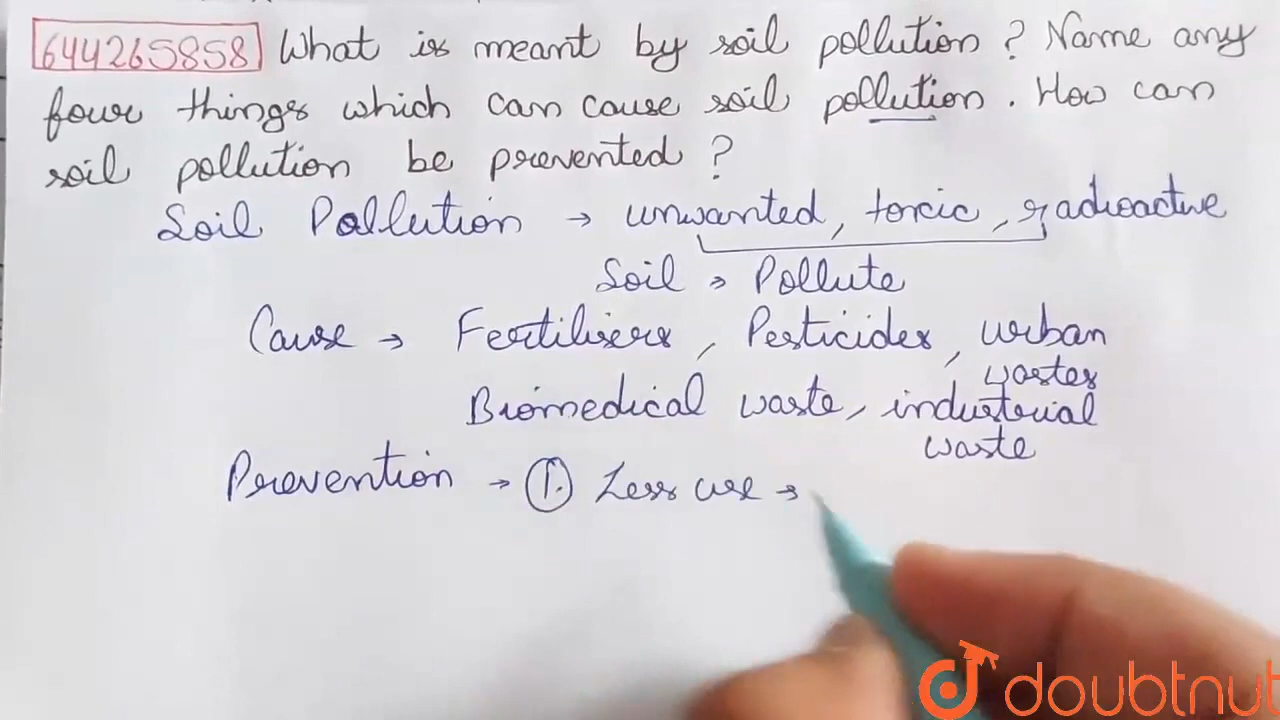 644265858 What is meant by soil pollution? Name any
four things which can cause soil pollution. How can
soil pollution be prevented?
Soil Pollution → unwanted, toxic, radioactive
Soil → Pollute
Cause → Fertilisers, Pesticides, urban
wastes
Biomedical waste, industrial
waste
Prevention → 1. Less use →
doubtnut